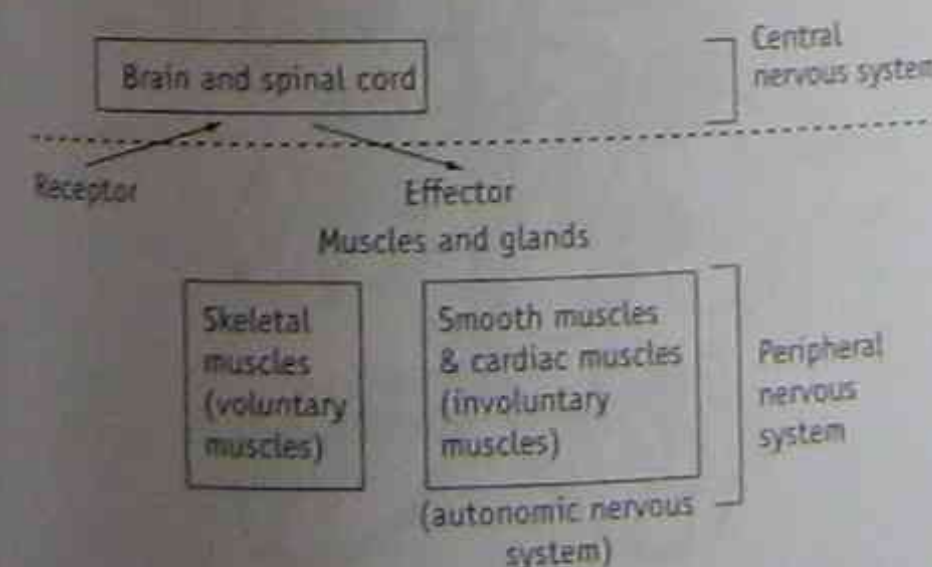 Central
nervous system
Brain and spinal cord
Receptor
Effector
Muscles and glands
Skeletal
muscles
(voluntary
muscles)
Smooth muscles
& cardiac muscles
(involuntary
muscles)
Peripheral
nervous
system
(autonomic nervous
system)